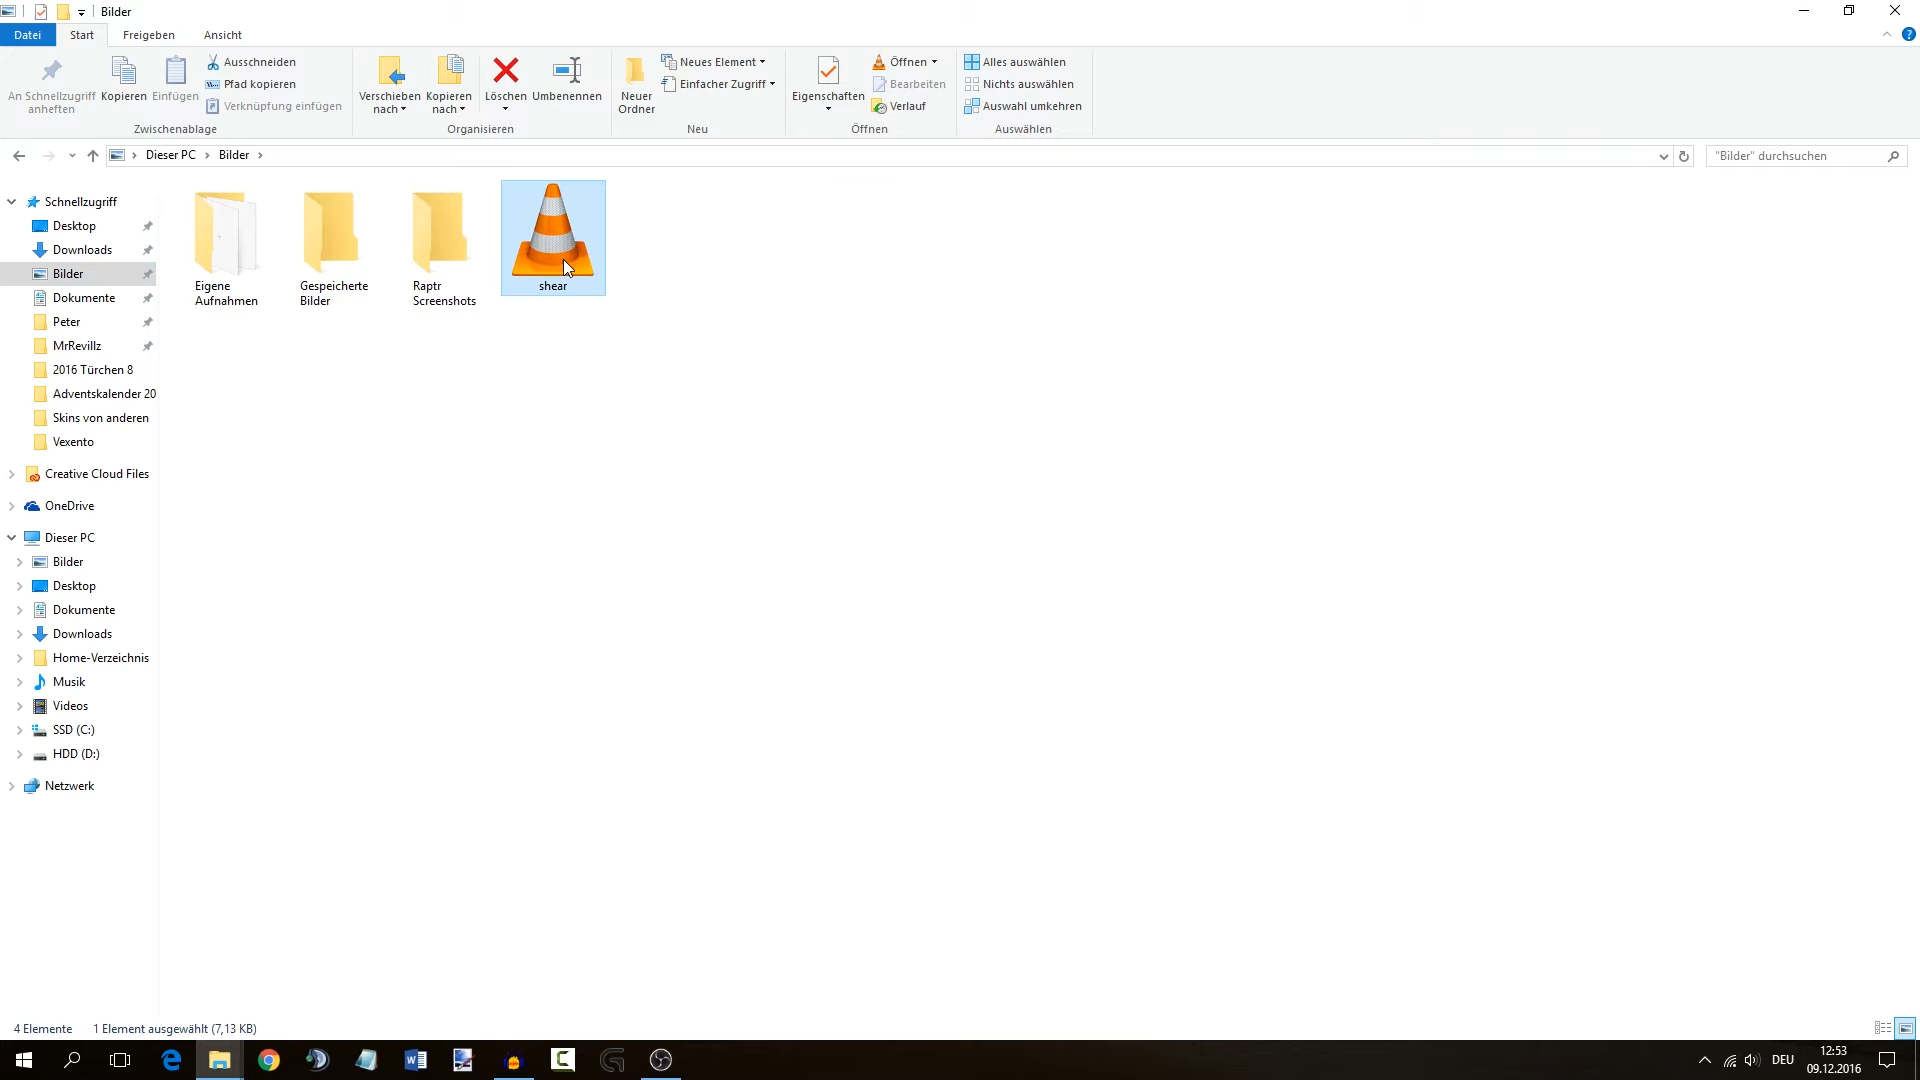 Bilder
Datei
Start
Freigeben
Ansicht
An Schnellzugriff
anheften
Kopieren
Einfügen
Ausschneiden
Pfad kopieren
Verknüpfung einfügen
Zwischenablage
Verschieben
nach
Kopieren
nach
Löschen
Umbenennen
Organisieren
Neuer
Ordner
Neues Element
Einfacher Zugriff
Neu
Eigenschaften
Öffnen
Bearbeiten
Verlauf
Öffnen
Alles auswählen
Nichts auswählen
Auswahl umkehren
Auswählen
Dieser PC
Bilder
"Bilder" durchsuchen
Schnellzugriff
Desktop
Downloads
Bilder
Dokumente
Peter
MrRevillz
2016 Türchen 8
Adventskalender 20
Skins von anderen
Vexento
Creative Cloud Files
OneDrive
Dieser PC
Bilder
Desktop
Dokumente
Downloads
Home-Verzeichnis
Musik
Videos
SSD (C:)
HDD (D:)
Netzwerk
Eigene
Aufnahmen
Gespeicherte
Bilder
Raptr
Screenshots
shear
4 Elemente
1 Element ausgewählt (7,13 KB)
DEU
12:53
09.12.2016